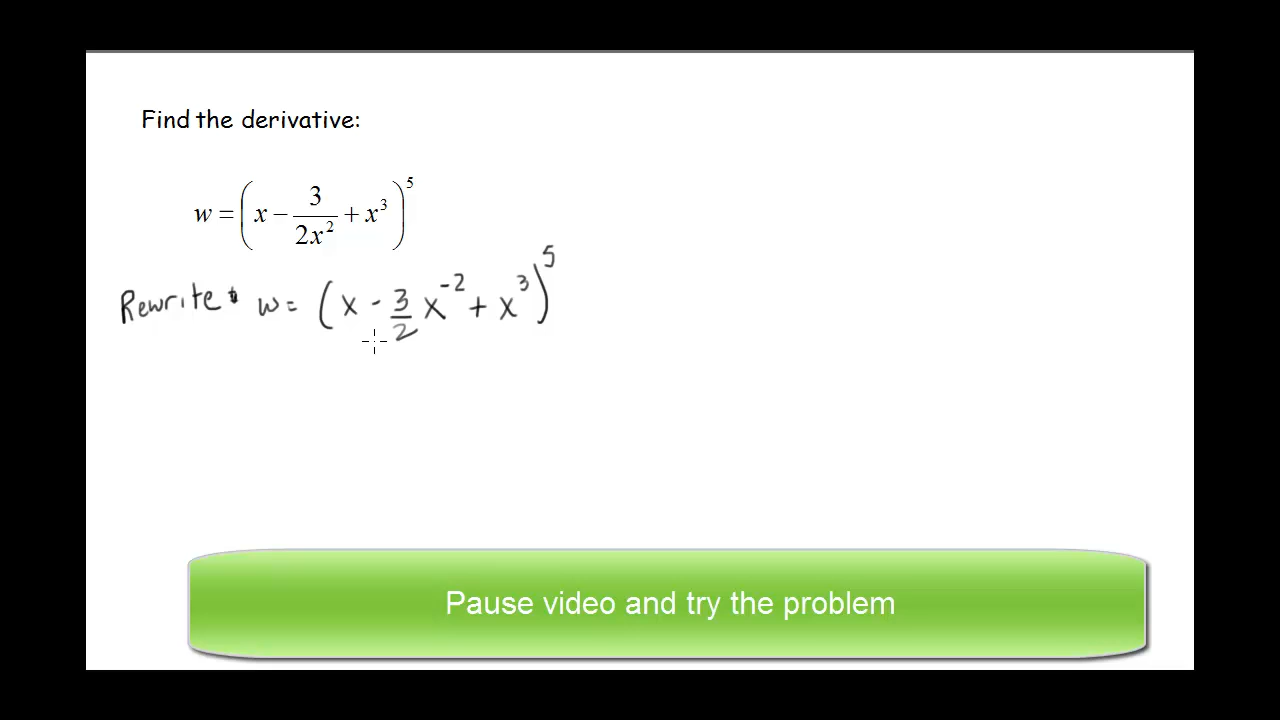 Find the derivative:
w = (x − 3/(2x²) + x³)⁵
Rewrite: w = (x - 3/2 x⁻² + x³)⁵
Pause video and try the problem